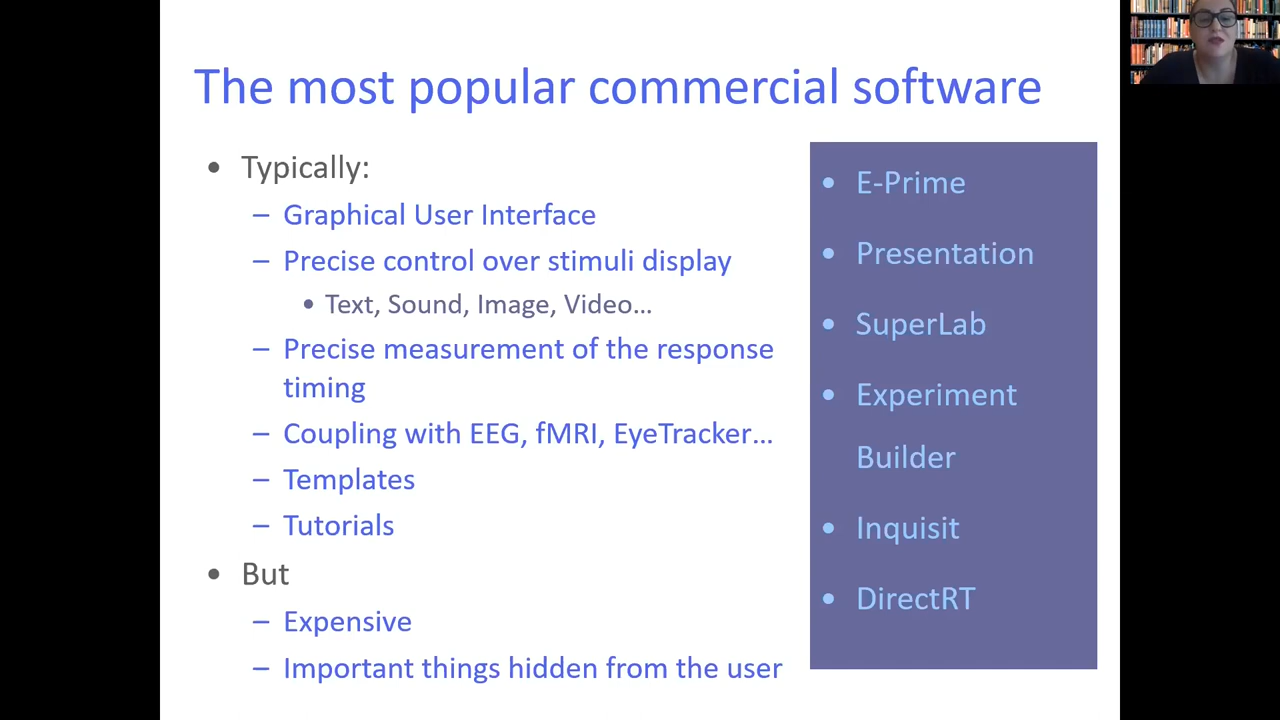 The most popular commercial software
• Typically:
– Graphical User Interface
– Precise control over stimuli display
• Text, Sound, Image, Video…
– Precise measurement of the response
timing
– Coupling with EEG, fMRI, EyeTracker…
– Templates
– Tutorials
• But
– Expensive
– Important things hidden from the user
• E-Prime
• Presentation
• SuperLab
• Experiment
Builder
• Inquisit
• DirectRT